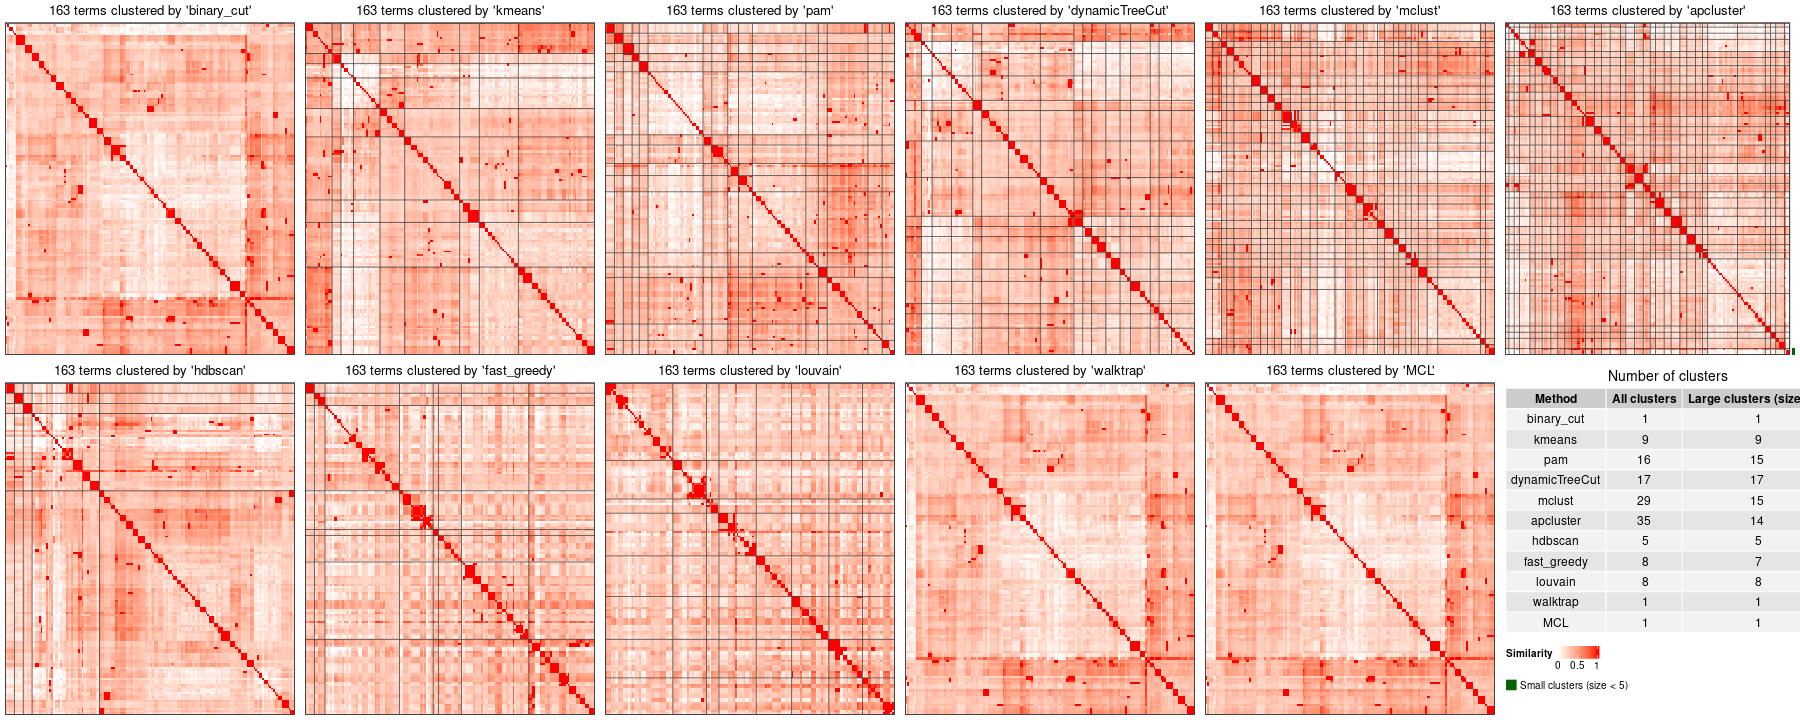 163 terms clustered by 'binary_cut'
163 terms clustered by 'kmeans'
163 terms clustered by 'pam'
163 terms clustered by 'dynamicTreeCut'
163 terms clustered by 'mclust'
163 terms clustered by 'apcluster'
163 terms clustered by 'hdbscan'
163 terms clustered by 'fast_greedy'
163 terms clustered by 'louvain'
163 terms clustered by 'walktrap'
163 terms clustered by 'MCL'
Number of clusters
Method All clusters Large clusters (size
binary_cut 1 1
kmeans 9 9
pam 16 15
dynamicTreeCut 17 17
mclust 29 15
apcluster 35 14
hdbscan 5 5
fast_greedy 8 7
louvain 8 8
walktrap 1 1
MCL 1 1
Similarity
0 0.5 1
Small clusters (size < 5)